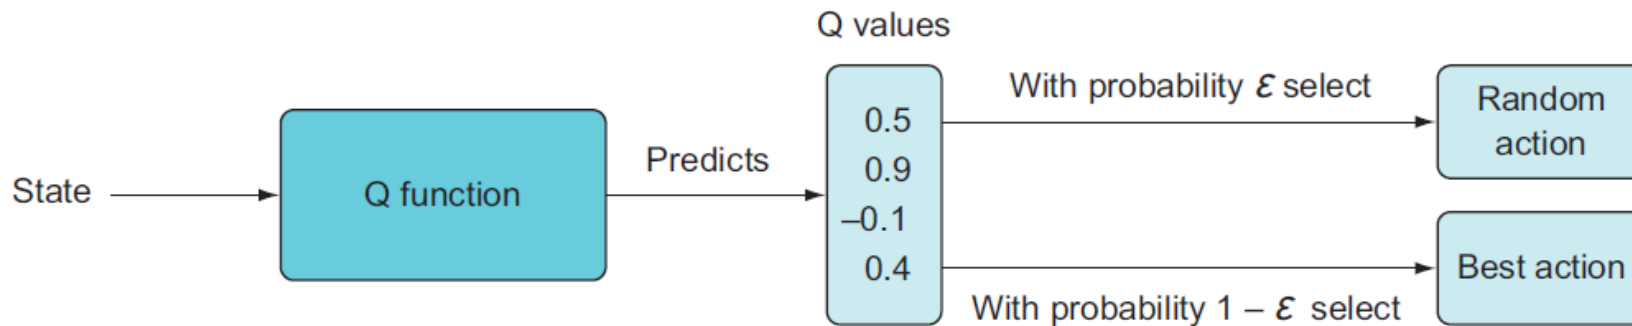 State
Q function
Predicts
Q values
0.5
0.9
–0.1
0.4
With probability ε select
Random
action
With probability 1 – ε select
Best action